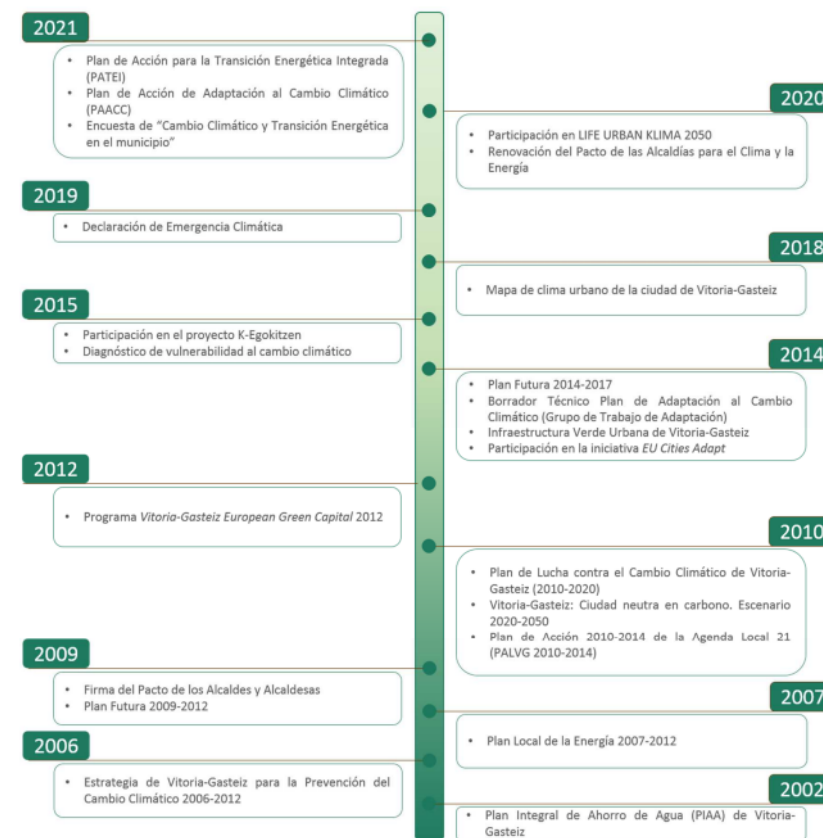 2021
• Plan de Acción para la Transición Energética Integrada
(PATEI)
• Plan de Acción de Adaptación al Cambio Climático
(PAACC)
• Encuesta de “Cambio Climático y Transición Energética
en el municipio”
2020
• Participación en LIFE URBAN KLIMA 2050
• Renovación del Pacto de las Alcaldías para el Clima y la
Energía
2019
• Declaración de Emergencia Climática
2018
• Mapa de clima urbano de la ciudad de Vitoria-Gasteiz
2015
• Participación en el proyecto K-Egokitzen
• Diagnóstico de vulnerabilidad al cambio climático
2014
• Plan Futura 2014-2017
• Borrador Técnico Plan de Adaptación al Cambio
Climático (Grupo de Trabajo de Adaptación)
• Infraestructura Verde Urbana de Vitoria-Gasteiz
• Participación en la iniciativa EU Cities Adapt
2012
• Programa Vitoria-Gasteiz European Green Capital 2012
2010
• Plan de Lucha contra el Cambio Climático de Vitoria-
Gasteiz (2010-2020)
• Vitoria-Gasteiz: Ciudad neutra en carbono. Escenario
2020-2050
• Plan de Acción 2010-2014 de la Agenda Local 21
(PALVG 2010-2014)
2009
• Firma del Pacto de los Alcaldes y Alcaldesas
• Plan Futura 2009-2012
2007
• Plan Local de la Energía 2007-2012
2006
• Estrategia de Vitoria-Gasteiz para la Prevención del
Cambio Climático 2006-2012
2002
• Plan Integral de Ahorro de Agua (PIAA) de Vitoria-
Gasteiz